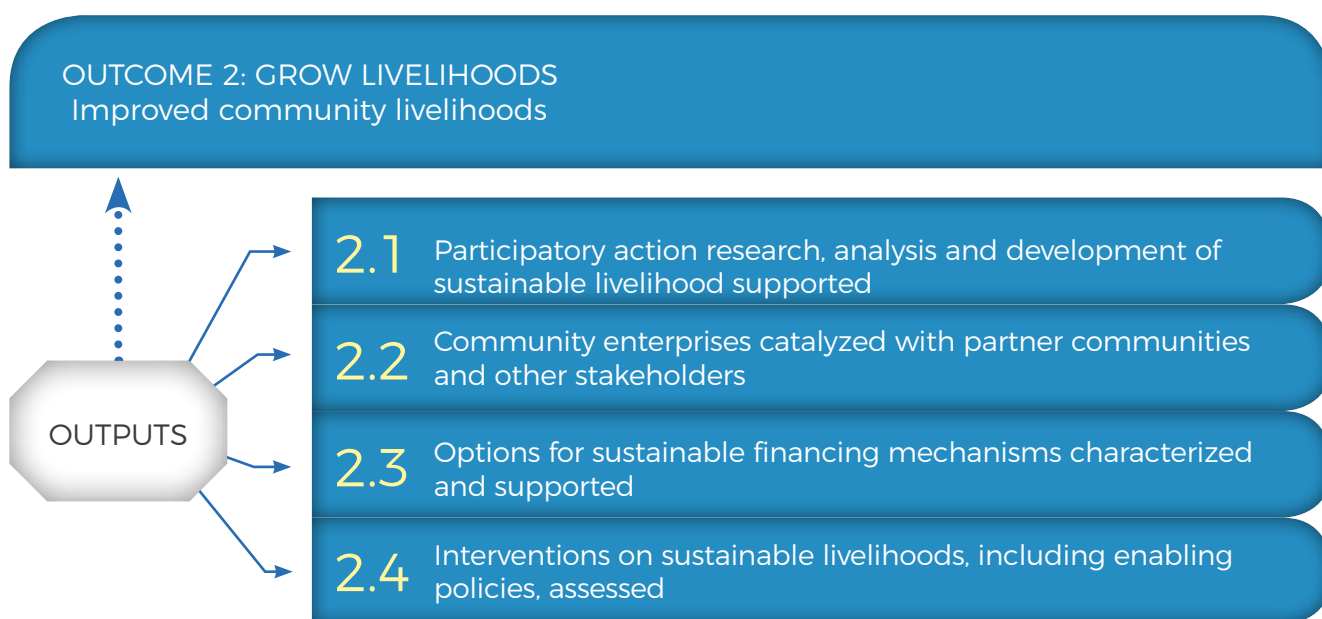 OUTCOME 2: GROW LIVELIHOODS
Improved community livelihoods
2.1 Participatory action research, analysis and development of
sustainable livelihood supported
2.2 Community enterprises catalyzed with partner communities
and other stakeholders
OUTPUTS
2.3 Options for sustainable financing mechanisms characterized
and supported
2.4 Interventions on sustainable livelihoods, including enabling
policies, assessed